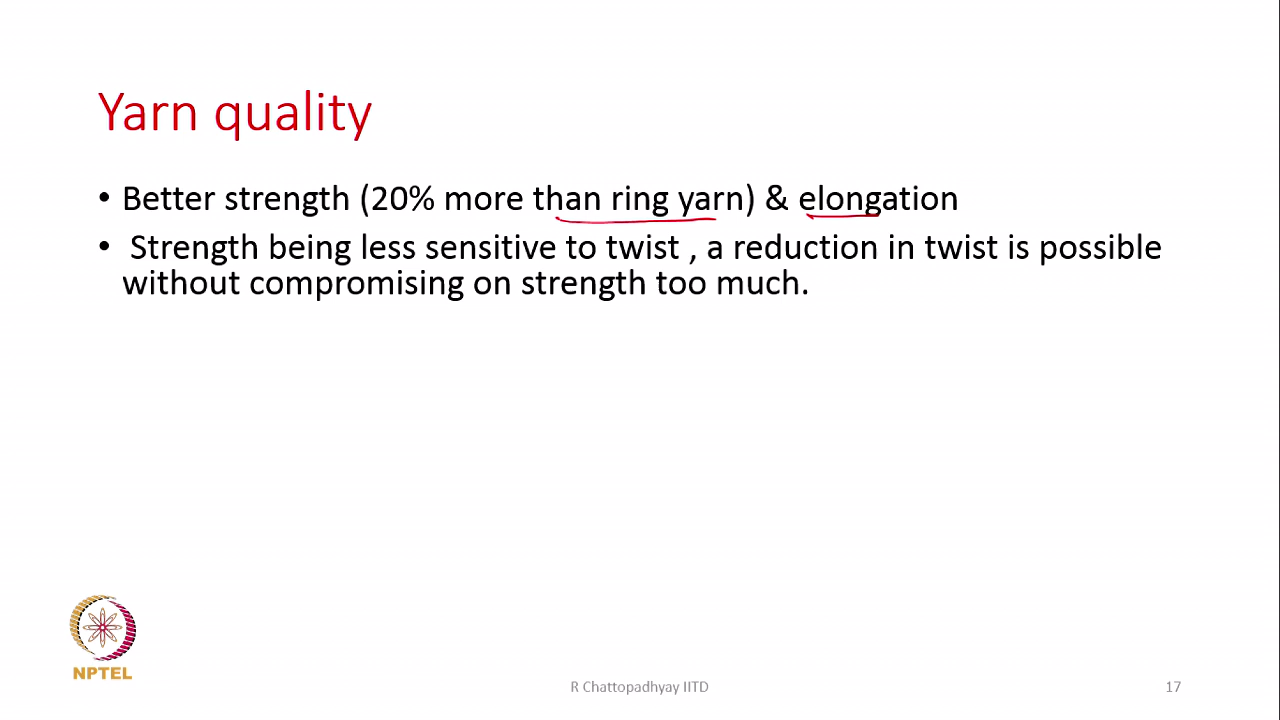 Yarn quality
• Better strength (20% more than ring yarn) & elongation
• Strength being less sensitive to twist , a reduction in twist is possible
without compromising on strength too much.
NPTEL
R Chattopadhyay IITD
17